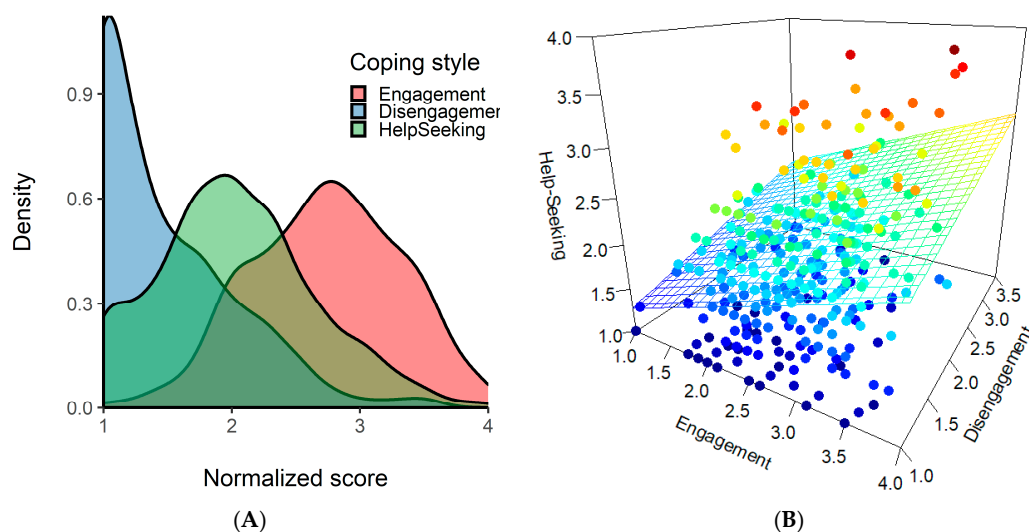 Coping style
Engagement
Disengagemen
HelpSeeking
Density
0.9
0.6
0.3
0.0
1
2
3
4
Normalized score
(A)
4.0
3.5
3.0
2.5
2.0
1.5
1.0
Help-Seeking
1.0
1.5
2.0
2.5
3.0
3.5
4.0
Engagement
1.0
1.5
2.0
2.5
3.0
3.5
Disengagement
(B)